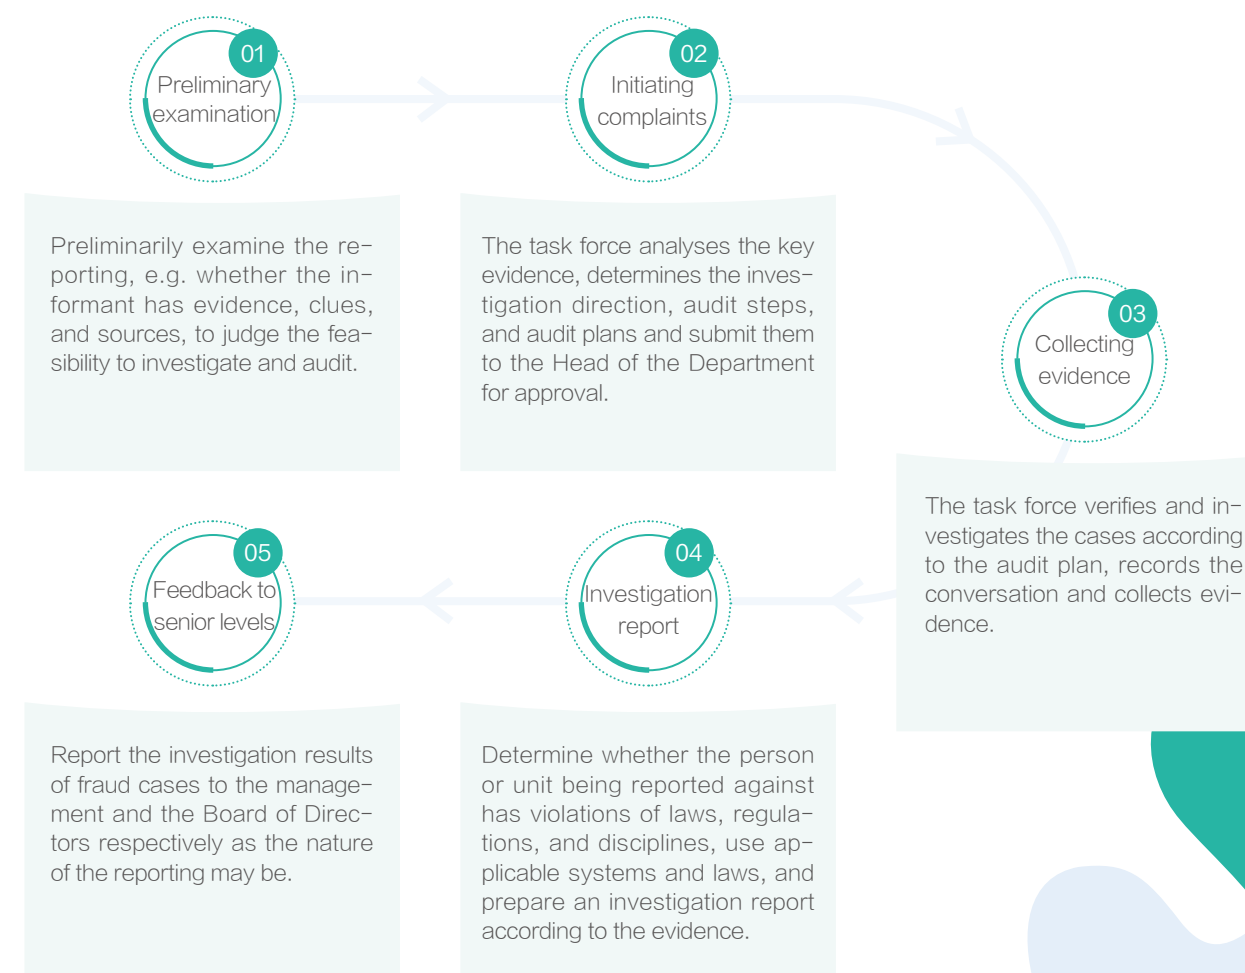 01
Preliminary
examination
Preliminarily examine the re-
porting, e.g. whether the in-
formant has evidence, clues,
and sources, to judge the fea-
sibility to investigate and audit.
02
Initiating
complaints
The task force analyses the key
evidence, determines the inves-
tigation direction, audit steps,
and audit plans and submit them
to the Head of the Department
for approval.
03
Collecting
evidence
The task force verifies and in-
vestigates the cases according
to the audit plan, records the
conversation and collects evi-
dence.
04
Investigation
report
Determine whether the person
or unit being reported against
has violations of laws, regula-
tions, and disciplines, use ap-
plicable systems and laws, and
prepare an investigation report
according to the evidence.
05
Feedback to
senior levels
Report the investigation results
of fraud cases to the manage-
ment and the Board of Direc-
tors respectively as the nature
of the reporting may be.